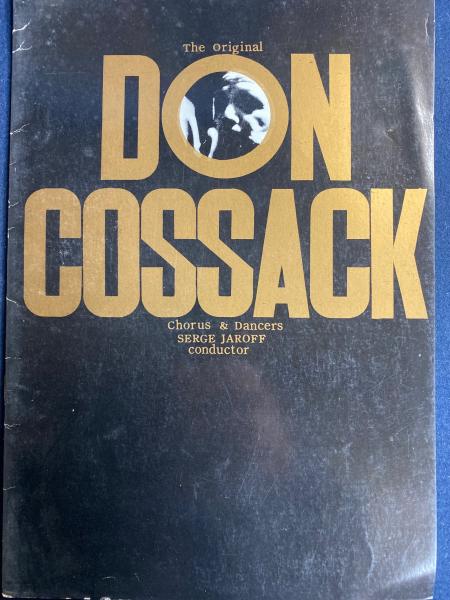 The Original
DON
COSSACK
Chorus & Dancers
SERGE JAROFF
conductor